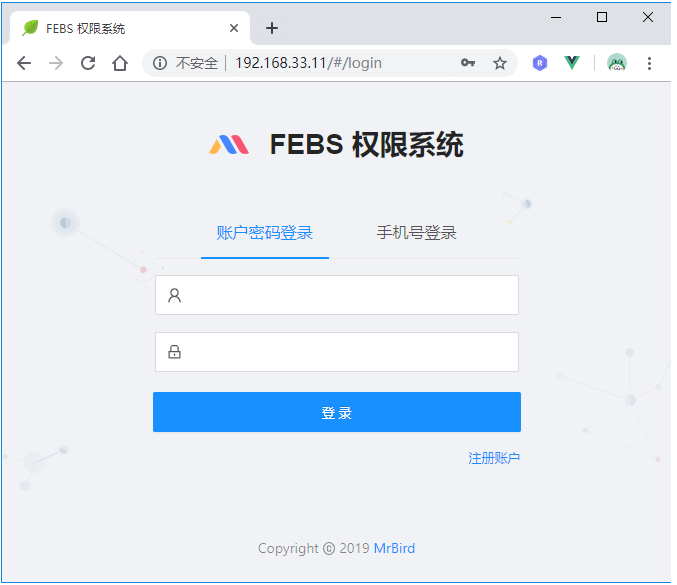 FEBS 权限系统
不安全 | 192.168.33.11/#/login
FEBS 权限系统
账户密码登录 手机号登录
登 录
注册账户
Copyright © 2019 MrBird